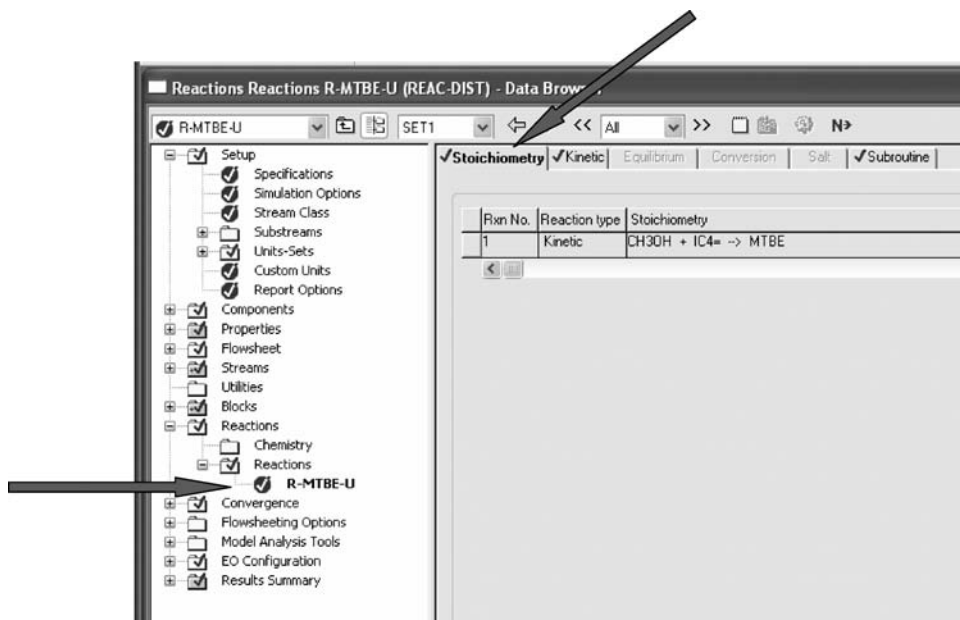 Reactions Reactions R-MTBE-U (REAC-DIST) - Data Brow
R-MTBE-U SET1 << All >> N>
Setup
Specifications
Simulation Options
Stream Class
Substreams
Units-Sets
Custom Units
Report Options
Components
Properties
Flowsheet
Streams
Utilities
Blocks
Reactions
Chemistry
Reactions
R-MTBE-U
Convergence
Flowsheeting Options
Model Analysis Tools
EO Configuration
Results Summary
Stoichiometry Kinetic Equilibrium Conversion Salt Subroutine
Rxn No. Reaction type Stoichiometry
1 Kinetic CH3OH + IC4= --> MTBE